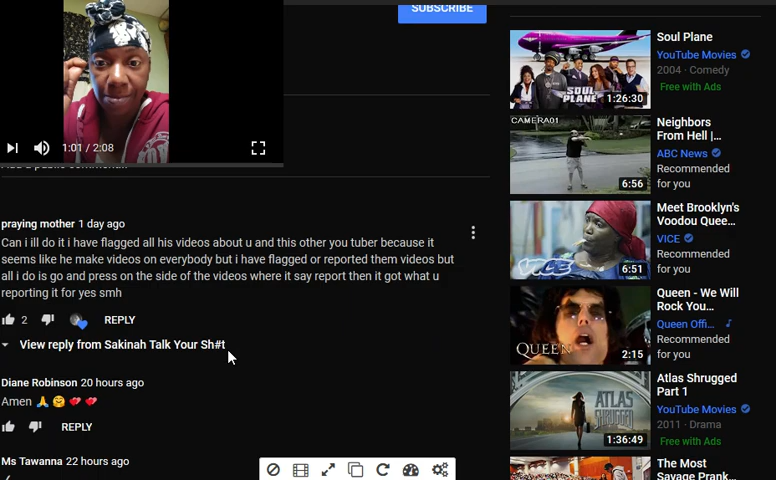 SUBSCRIBE
1:01 / 2:08
praying mother 1 day ago
Can i ill do it i have flagged all his videos about u and this other you tuber because it
seems like he make videos on everybody but i have flagged or reported them videos but
all i do is go and press on the side of the videos where it say report then it got what u
reporting it for yes smh
2 REPLY
View reply from Sakinah Talk Your Sh#t
Diane Robinson 20 hours ago
Amen 🙏 🤗 💕 💕
REPLY
Ms Tawanna 22 hours ago
SOUL
PLANE
1:26:30
Soul Plane
YouTube Movies
2004 · Comedy
Free with Ads
CAMERA01
6:56
Neighbors
From Hell |...
ABC News
Recommended
for you
VICE
6:51
Meet Brooklyn's
Voodou Quee...
VICE
Recommended
for you
QUEEN
2:15
Queen - We Will
Rock You...
Queen Offi...
Recommended
for you
ATLAS
SHRUGGED
1:36:49
Atlas Shrugged
Part 1
YouTube Movies
2011 · Drama
Free with Ads
The Most
Savage Prank...